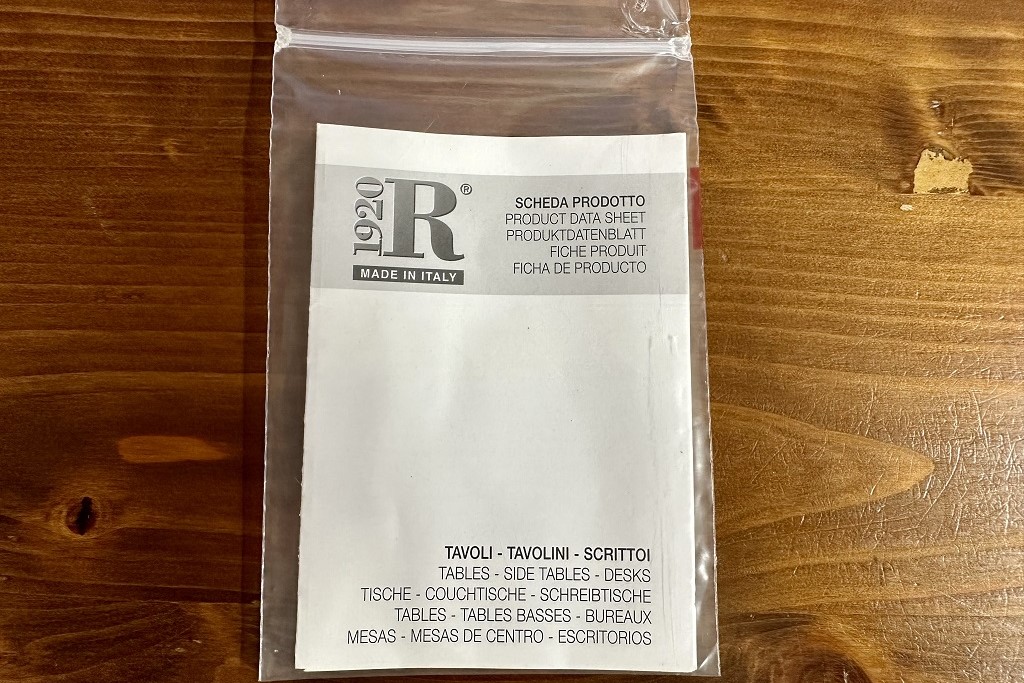 1920 R®
MADE IN ITALY
SCHEDA PRODOTTO
PRODUCT DATA SHEET
PRODUKTDATENBLATT
FICHE PRODUIT
FICHA DE PRODUCTO
TAVOLI - TAVOLINI - SCRITTOI
TABLES - SIDE TABLES - DESKS
TISCHE - COUCHTISCHE - SCHREIBTISCHE
TABLES - TABLES BASSES - BUREAUX
MESAS - MESAS DE CENTRO - ESCRITORIOS